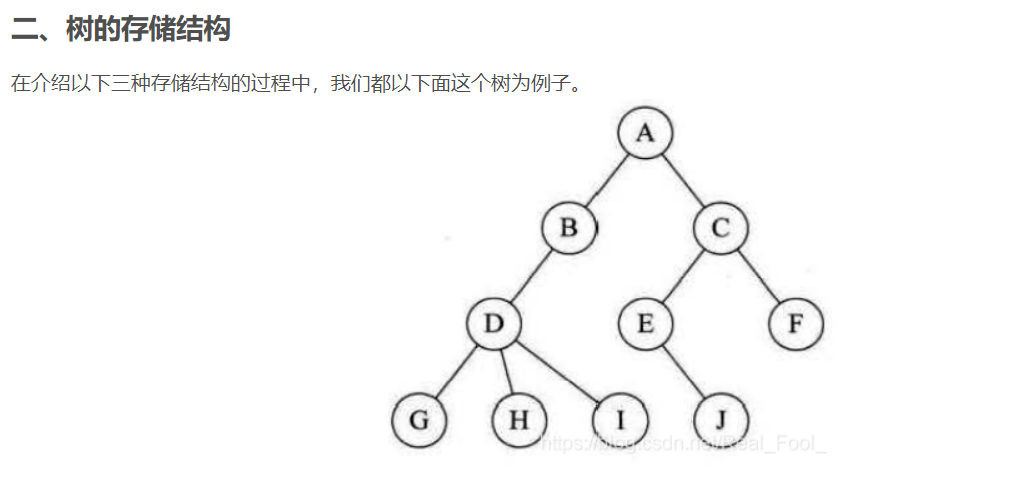 二、树的存储结构
在介绍以下三种存储结构的过程中，我们都以下面这个树为例子。
A
B C
D E F
G H I J
https://blog.csdn.net/Real_Fool_